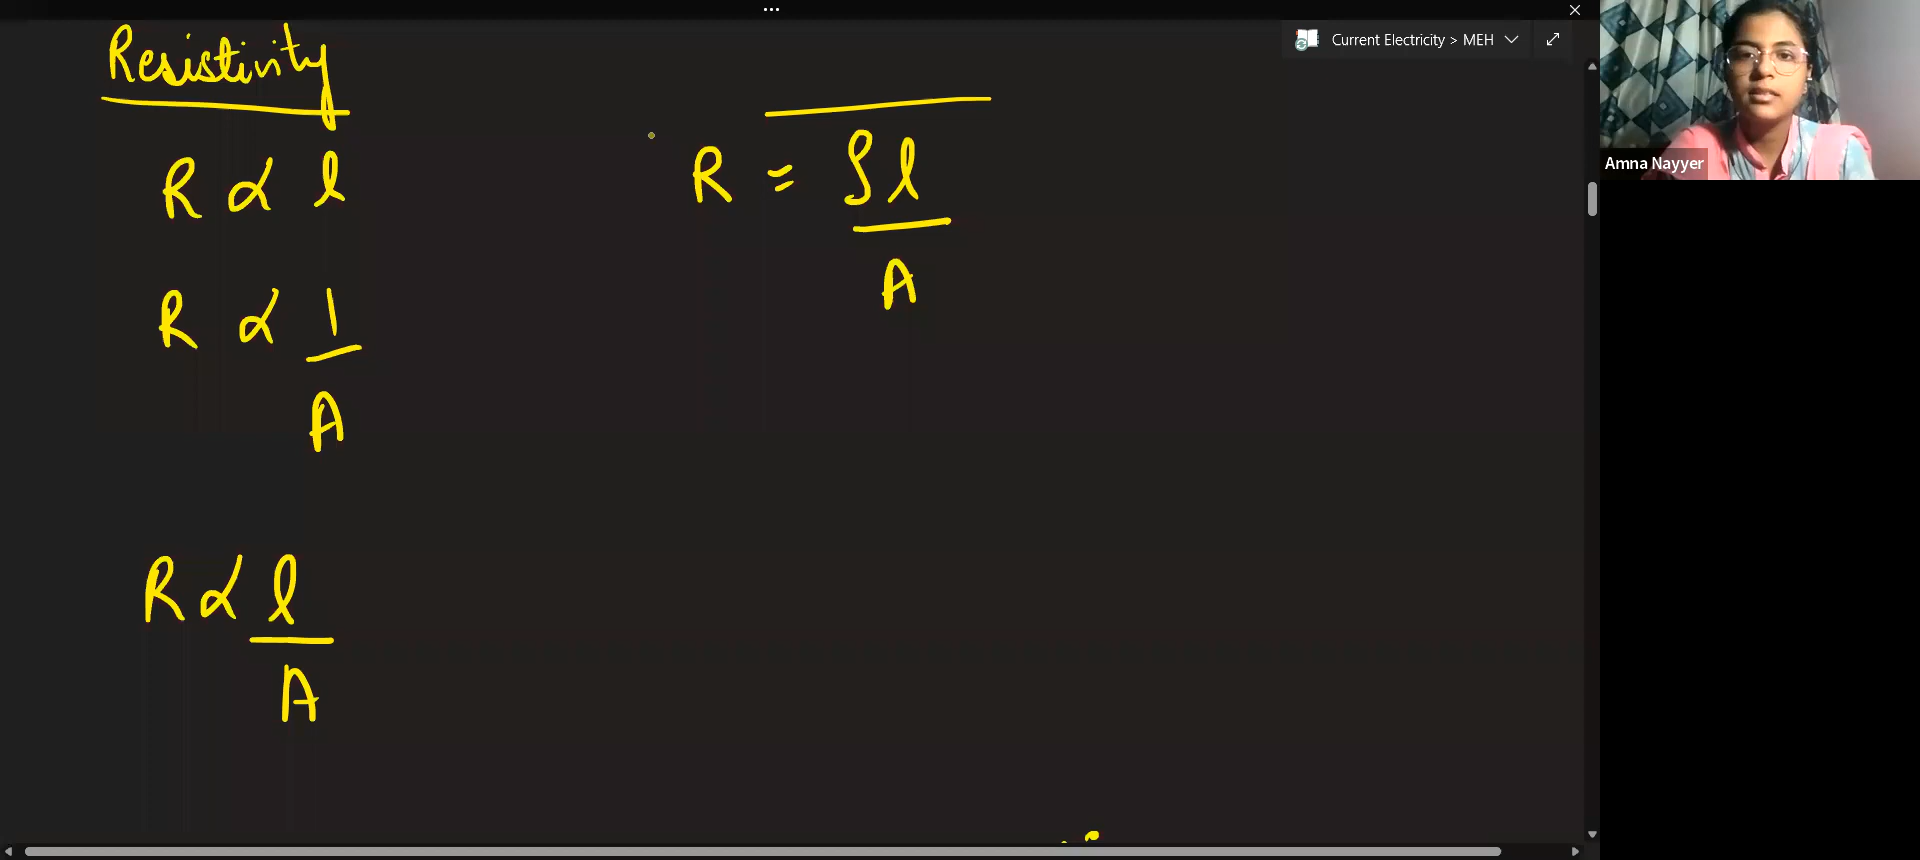 Resistivity
R ∝ l
R ∝ 1
A
R ∝ l
A
R = ρl
A
Current Electricity > MEH
Amna Nayyer